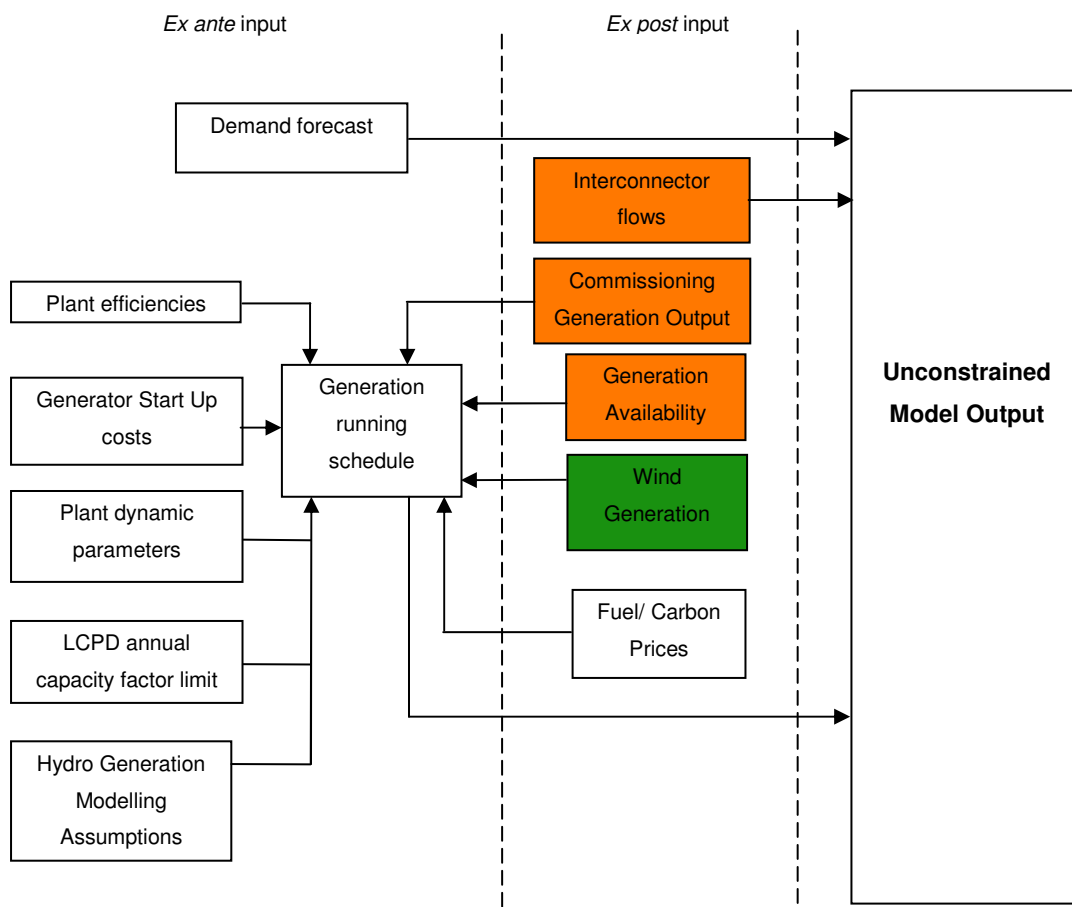 Ex ante input
Ex post input
Demand forecast
Interconnector
flows
Commissioning
Generation Output
Plant efficiencies
Generation
running
schedule
Generation
Availability
Generator Start Up
costs
Wind
Generation
Plant dynamic
parameters
Fuel/ Carbon
Prices
LCPD annual
capacity factor limit
Hydro Generation
Modelling
Assumptions
Unconstrained
Model Output